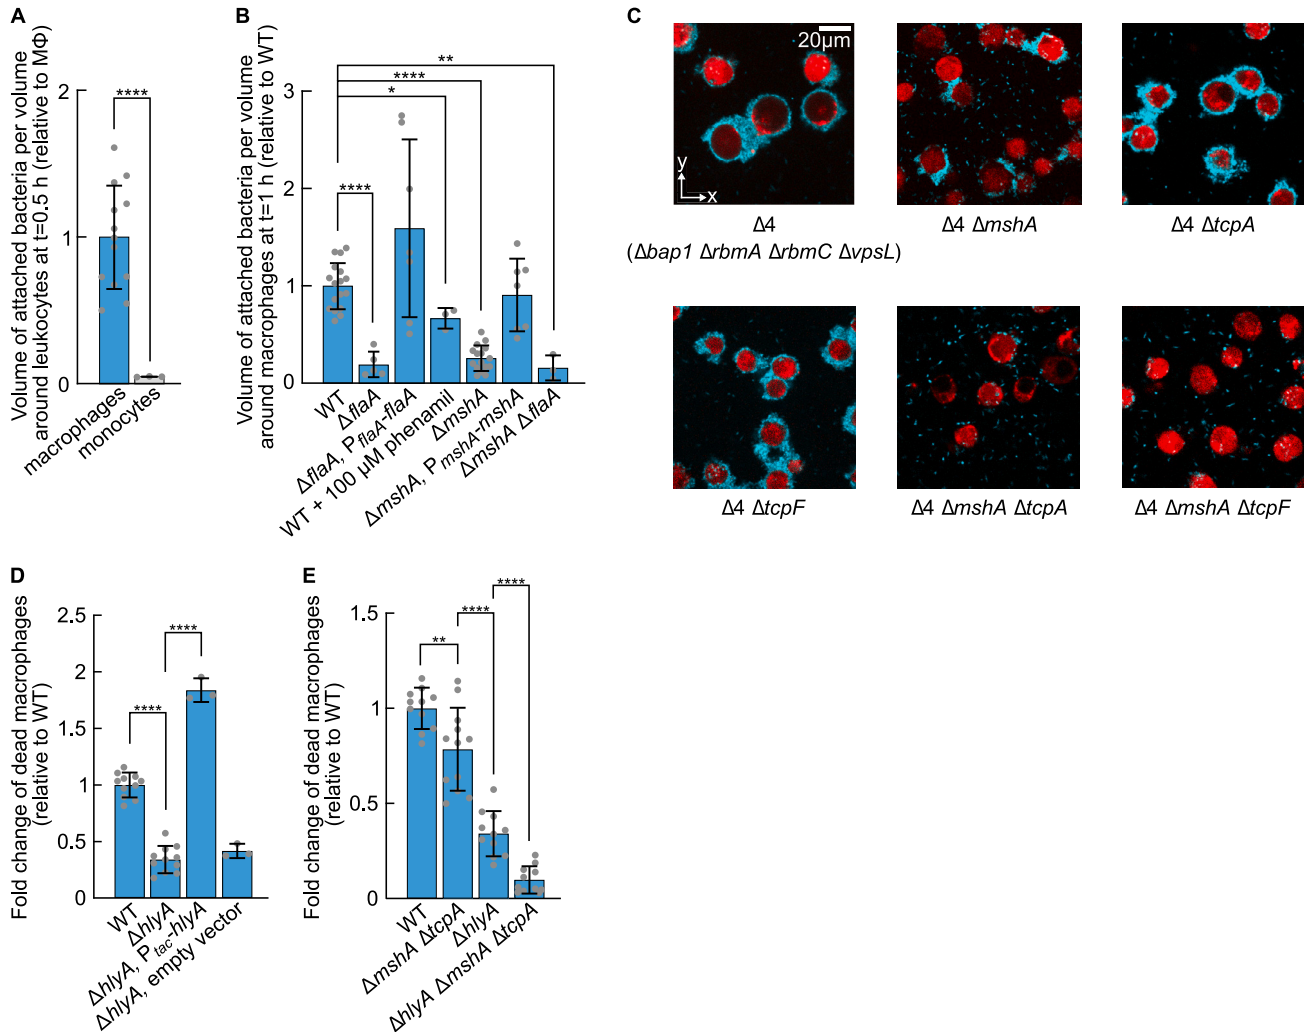 A
Volume of attached bacteria per volume
around leukocytes at t=0.5 h (relative to MΦ)
2
1
0
****
macrophages
monocytes
B
Volume of attached bacteria per volume
around macrophages at t=1 h (relative to WT)
3
2
1
0
**
****
*
****
WT
ΔflaA
ΔflaA, PflaA-flaA
WT + 100 µM phenamil
ΔmshA
ΔmshA, PmshA-mshA
ΔmshA ΔflaA
C
20µm
y
x
Δ4
(Δbap1 ΔrbmA ΔrbmC ΔvpsL)
Δ4 ΔmshA
Δ4 ΔtcpA
Δ4 ΔtcpF
Δ4 ΔmshA ΔtcpA
Δ4 ΔmshA ΔtcpF
D
Fold change of dead macrophages
(relative to WT)
2.5
2
1.5
1
0.5
0
****
****
WT
ΔhlyA
ΔhlyA, Ptac-hlyA
ΔhlyA, empty vector
E
Fold change of dead macrophages
(relative to WT)
1.5
1
0.5
0
****
****
**
WT
ΔmshA ΔtcpA
ΔhlyA
ΔhlyA ΔmshA ΔtcpA